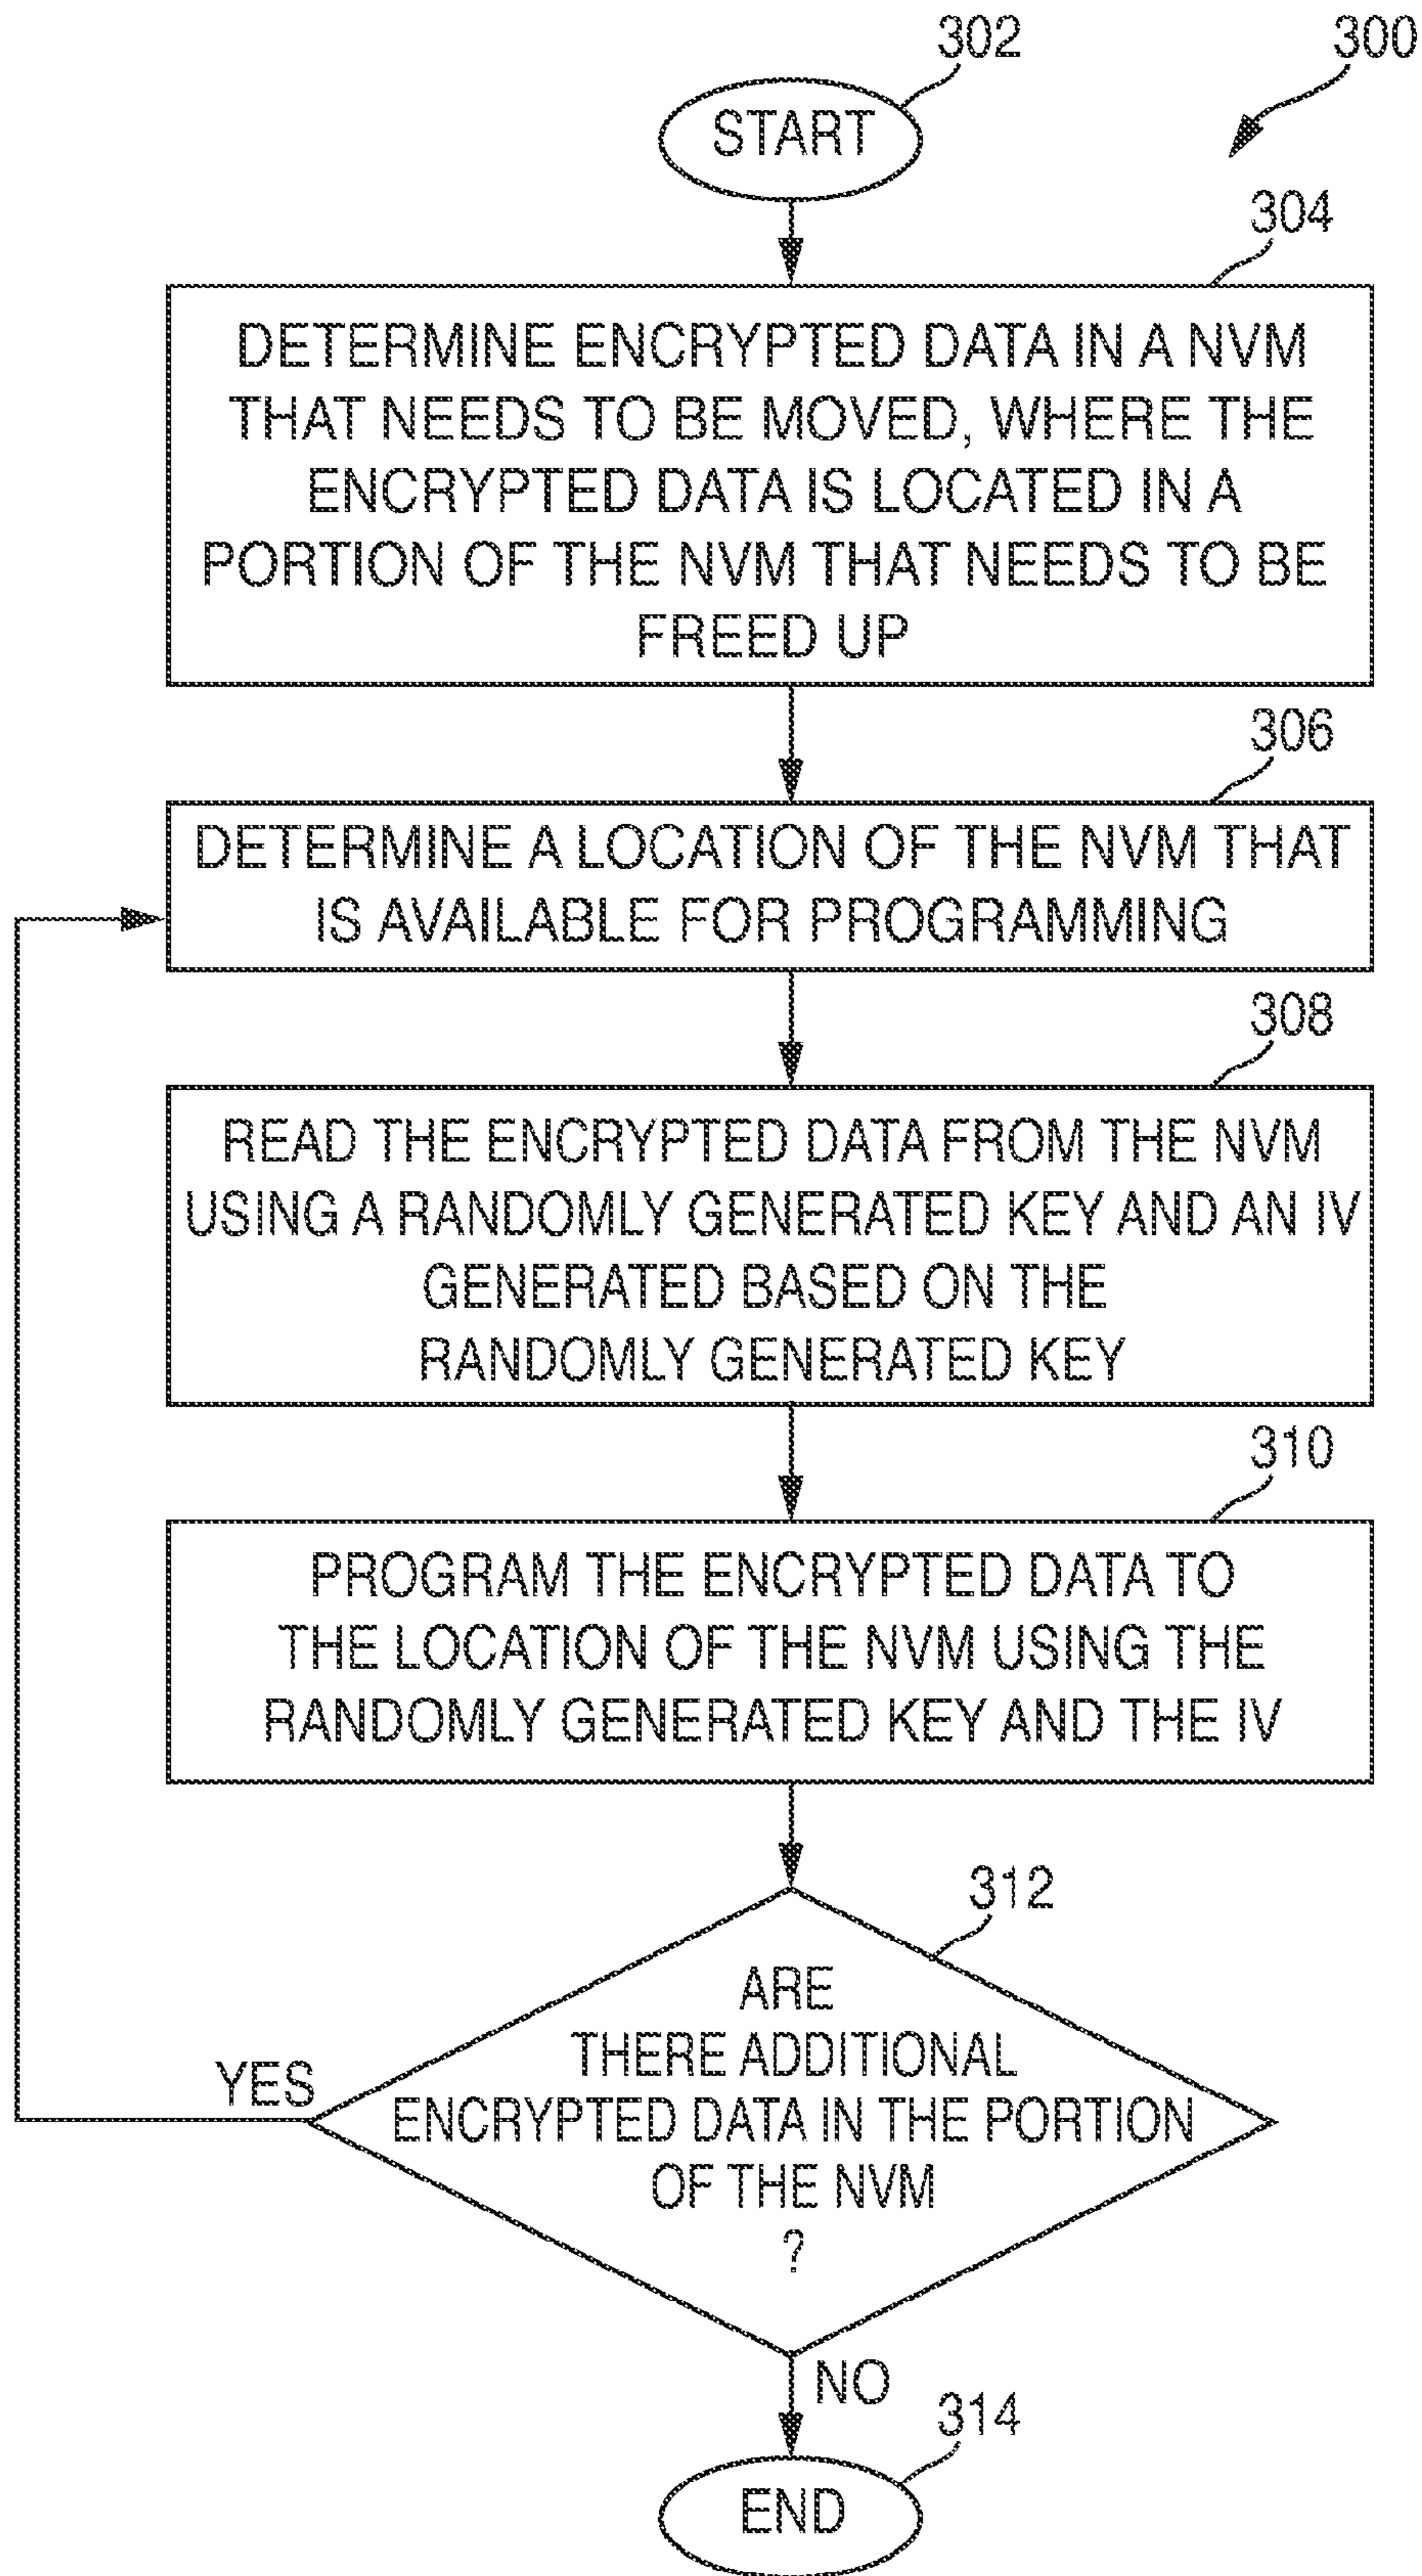 302
300
START
304
DETERMINE ENCRYPTED DATA IN A NVM
THAT NEEDS TO BE MOVED, WHERE THE
ENCRYPTED DATA IS LOCATED IN A
PORTION OF THE NVM THAT NEEDS TO BE
FREED UP
306
DETERMINE A LOCATION OF THE NVM THAT
IS AVAILABLE FOR PROGRAMMING
308
READ THE ENCRYPTED DATA FROM THE NVM
USING A RANDOMLY GENERATED KEY AND AN IV
GENERATED BASED ON THE
RANDOMLY GENERATED KEY
310
PROGRAM THE ENCRYPTED DATA TO
THE LOCATION OF THE NVM USING THE
RANDOMLY GENERATED KEY AND THE IV
312
ARE
THERE ADDITIONAL
ENCRYPTED DATA IN THE PORTION
OF THE NVM
?
YES
NO
314
END